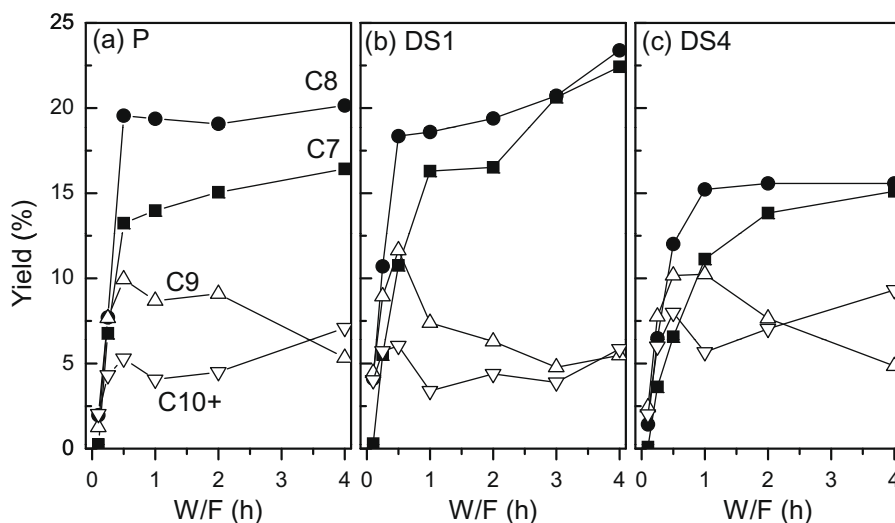 (a) P
(b) DS1
(c) DS4
25
20
15
10
5
0
Yield (%)
C8
C7
C9
C10+
0 1 2 3 4
0 1 2 3 4
0 1 2 3 4
W/F (h)
W/F (h)
W/F (h)